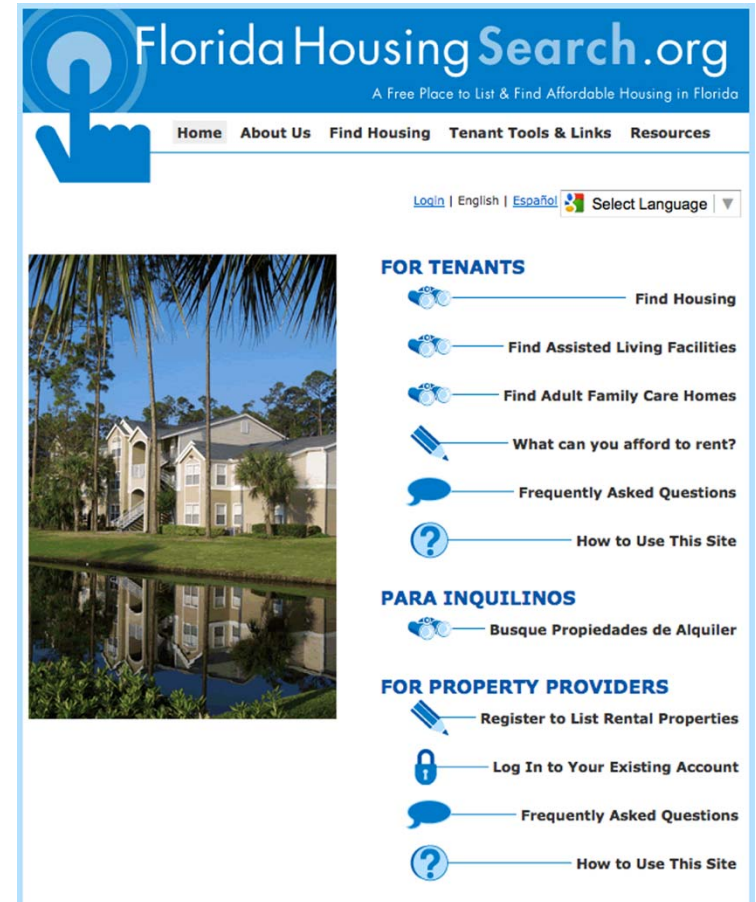 FloridaHousingSearch.org
A Free Place to List & Find Affordable Housing in Florida
Home About Us Find Housing Tenant Tools & Links Resources
Login | English | Español Select Language | ▼
FOR TENANTS
Find Housing
Find Assisted Living Facilities
Find Adult Family Care Homes
What can you afford to rent?
Frequently Asked Questions
? How to Use This Site
PARA INQUILINOS
Busque Propiedades de Alquiler
FOR PROPERTY PROVIDERS
Register to List Rental Properties
Log In to Your Existing Account
Frequently Asked Questions
? How to Use This Site